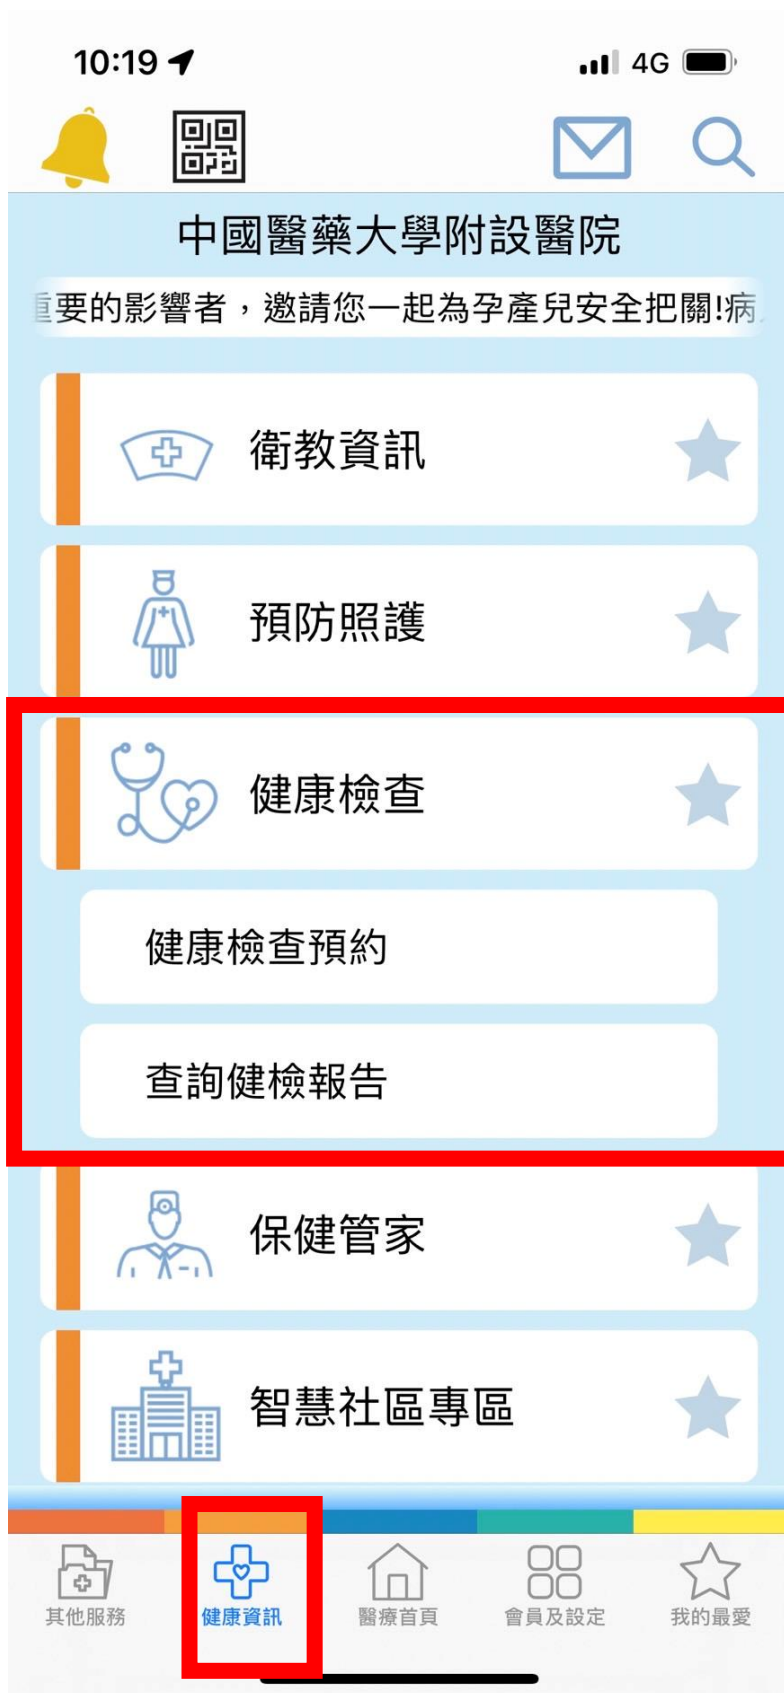 10:19
4G
中國醫藥大學附設醫院
重要的影響者，邀請您一起為孕產兒安全把關!病
衛教資訊
預防照護
健康檢查
健康檢查預約
查詢健檢報告
保健管家
智慧社區專區
其他服務
健康資訊
醫療首頁
會員及設定
我的最愛